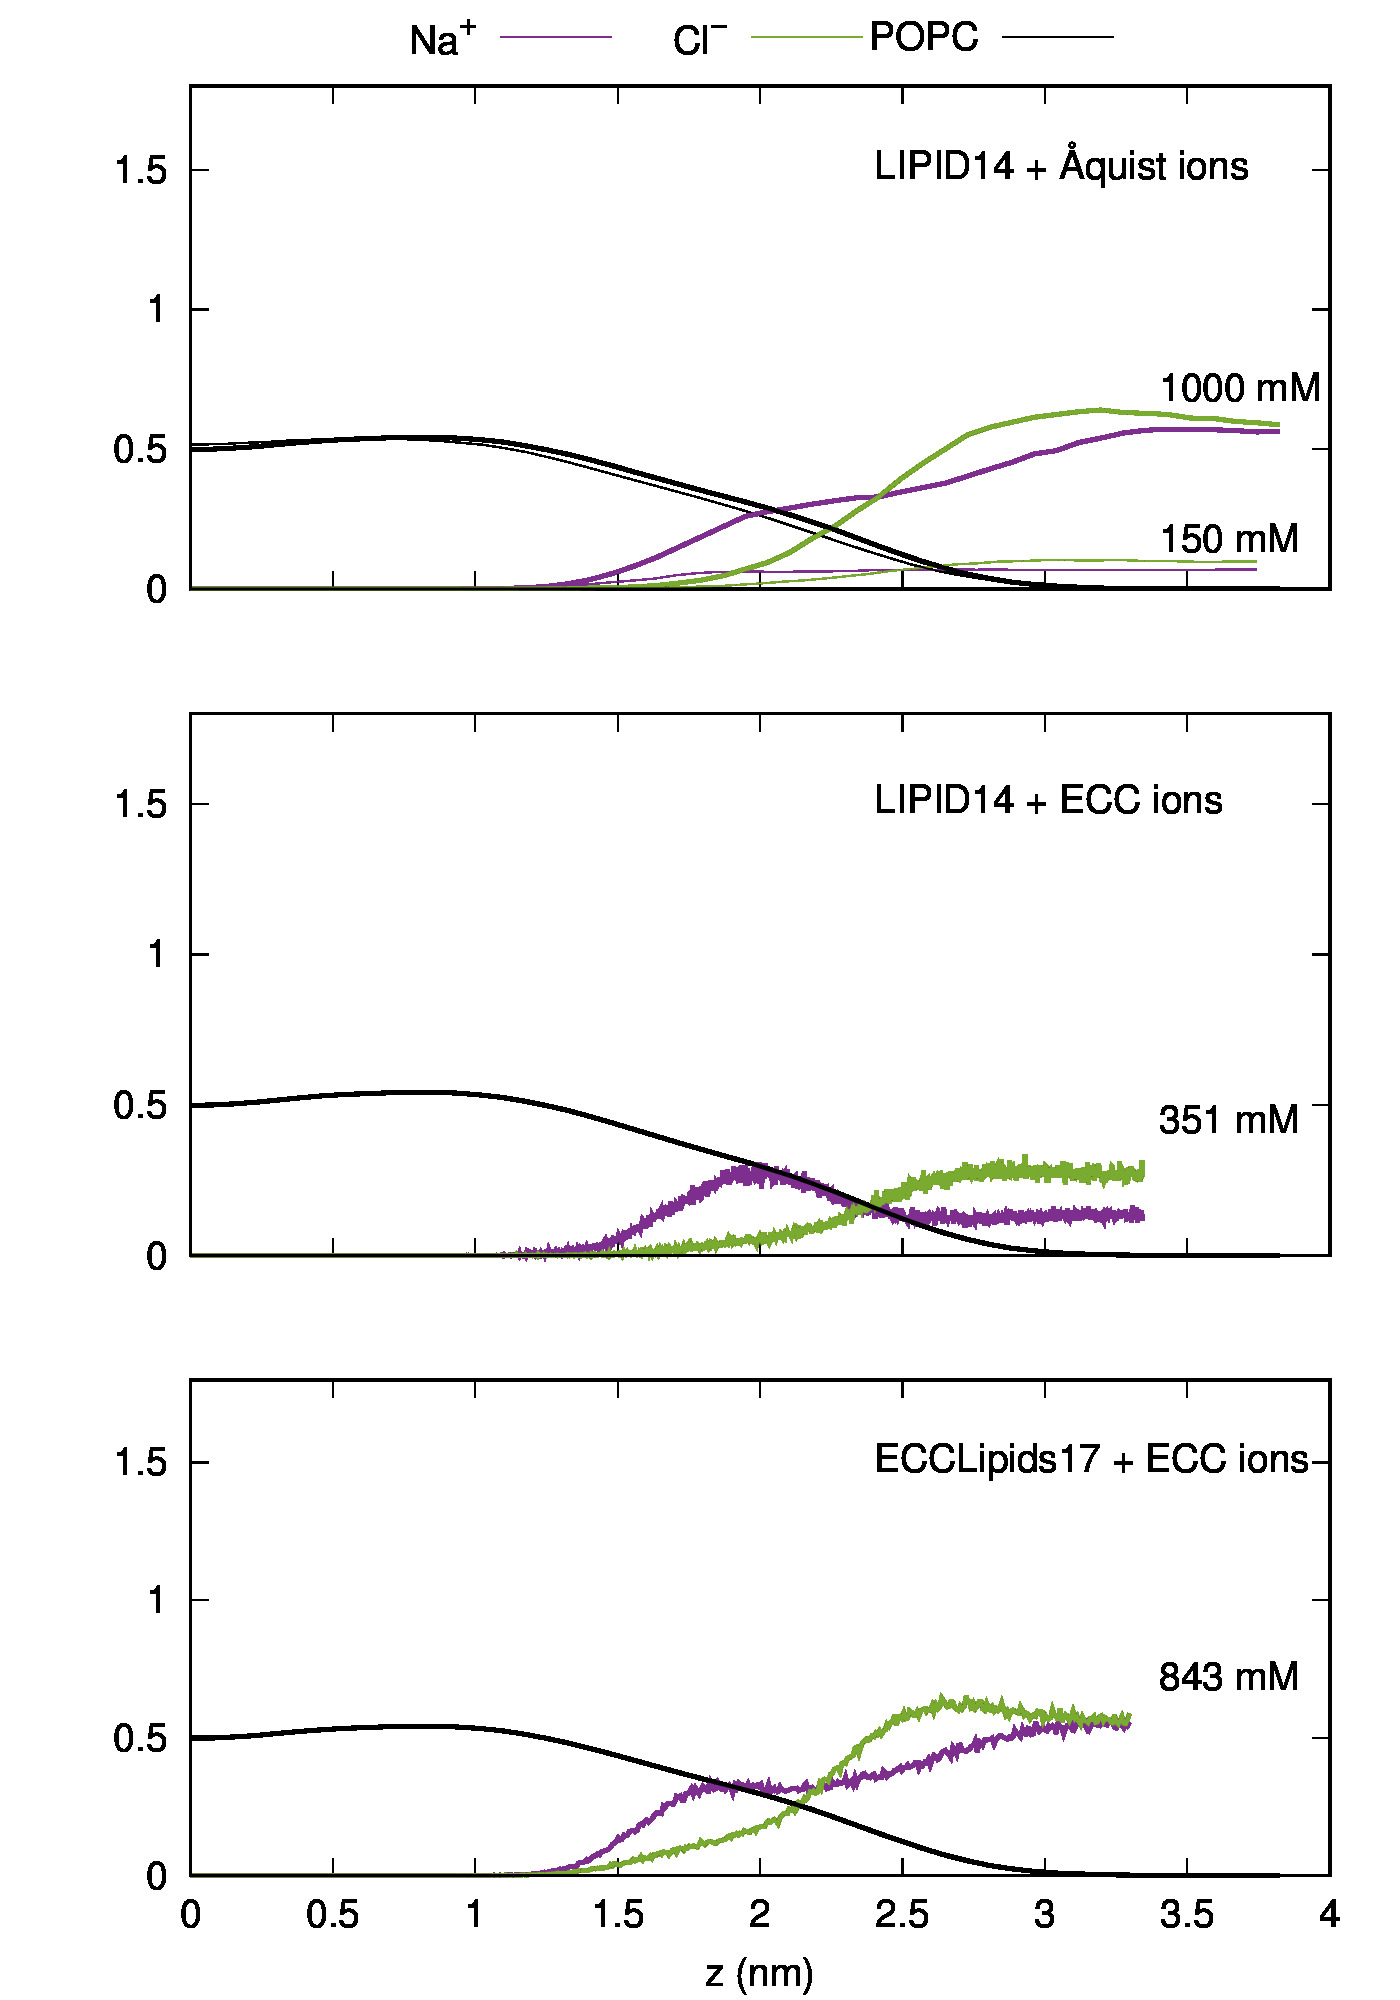 Na⁺ Cl⁻ POPC
LIPID14 + Åquist ions
1.5
1
1000 mM
0.5
150 mM
0
LIPID14 + ECC ions
1.5
1
0.5
351 mM
0
ECCLipids17 + ECC ions
1.5
1
843 mM
0.5
0
0 0.5 1 1.5 2 2.5 3 3.5 4
z (nm)